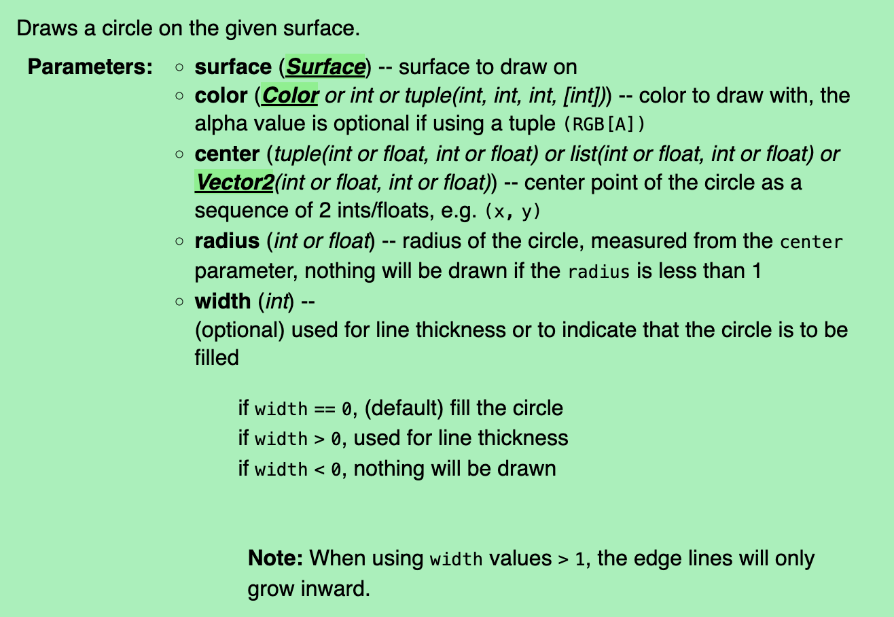 Draws a circle on the given surface.
Parameters:
◦ surface (Surface) -- surface to draw on
◦ color (Color or int or tuple(int, int, int, [int])) -- color to draw with, the
alpha value is optional if using a tuple (RGB[A])
◦ center (tuple(int or float, int or float) or list(int or float, int or float) or
Vector2(int or float, int or float)) -- center point of the circle as a
sequence of 2 ints/floats, e.g. (x, y)
◦ radius (int or float) -- radius of the circle, measured from the center
parameter, nothing will be drawn if the radius is less than 1
◦ width (int) --
(optional) used for line thickness or to indicate that the circle is to be
filled
if width == 0, (default) fill the circle
if width > 0, used for line thickness
if width < 0, nothing will be drawn
Note: When using width values > 1, the edge lines will only
grow inward.